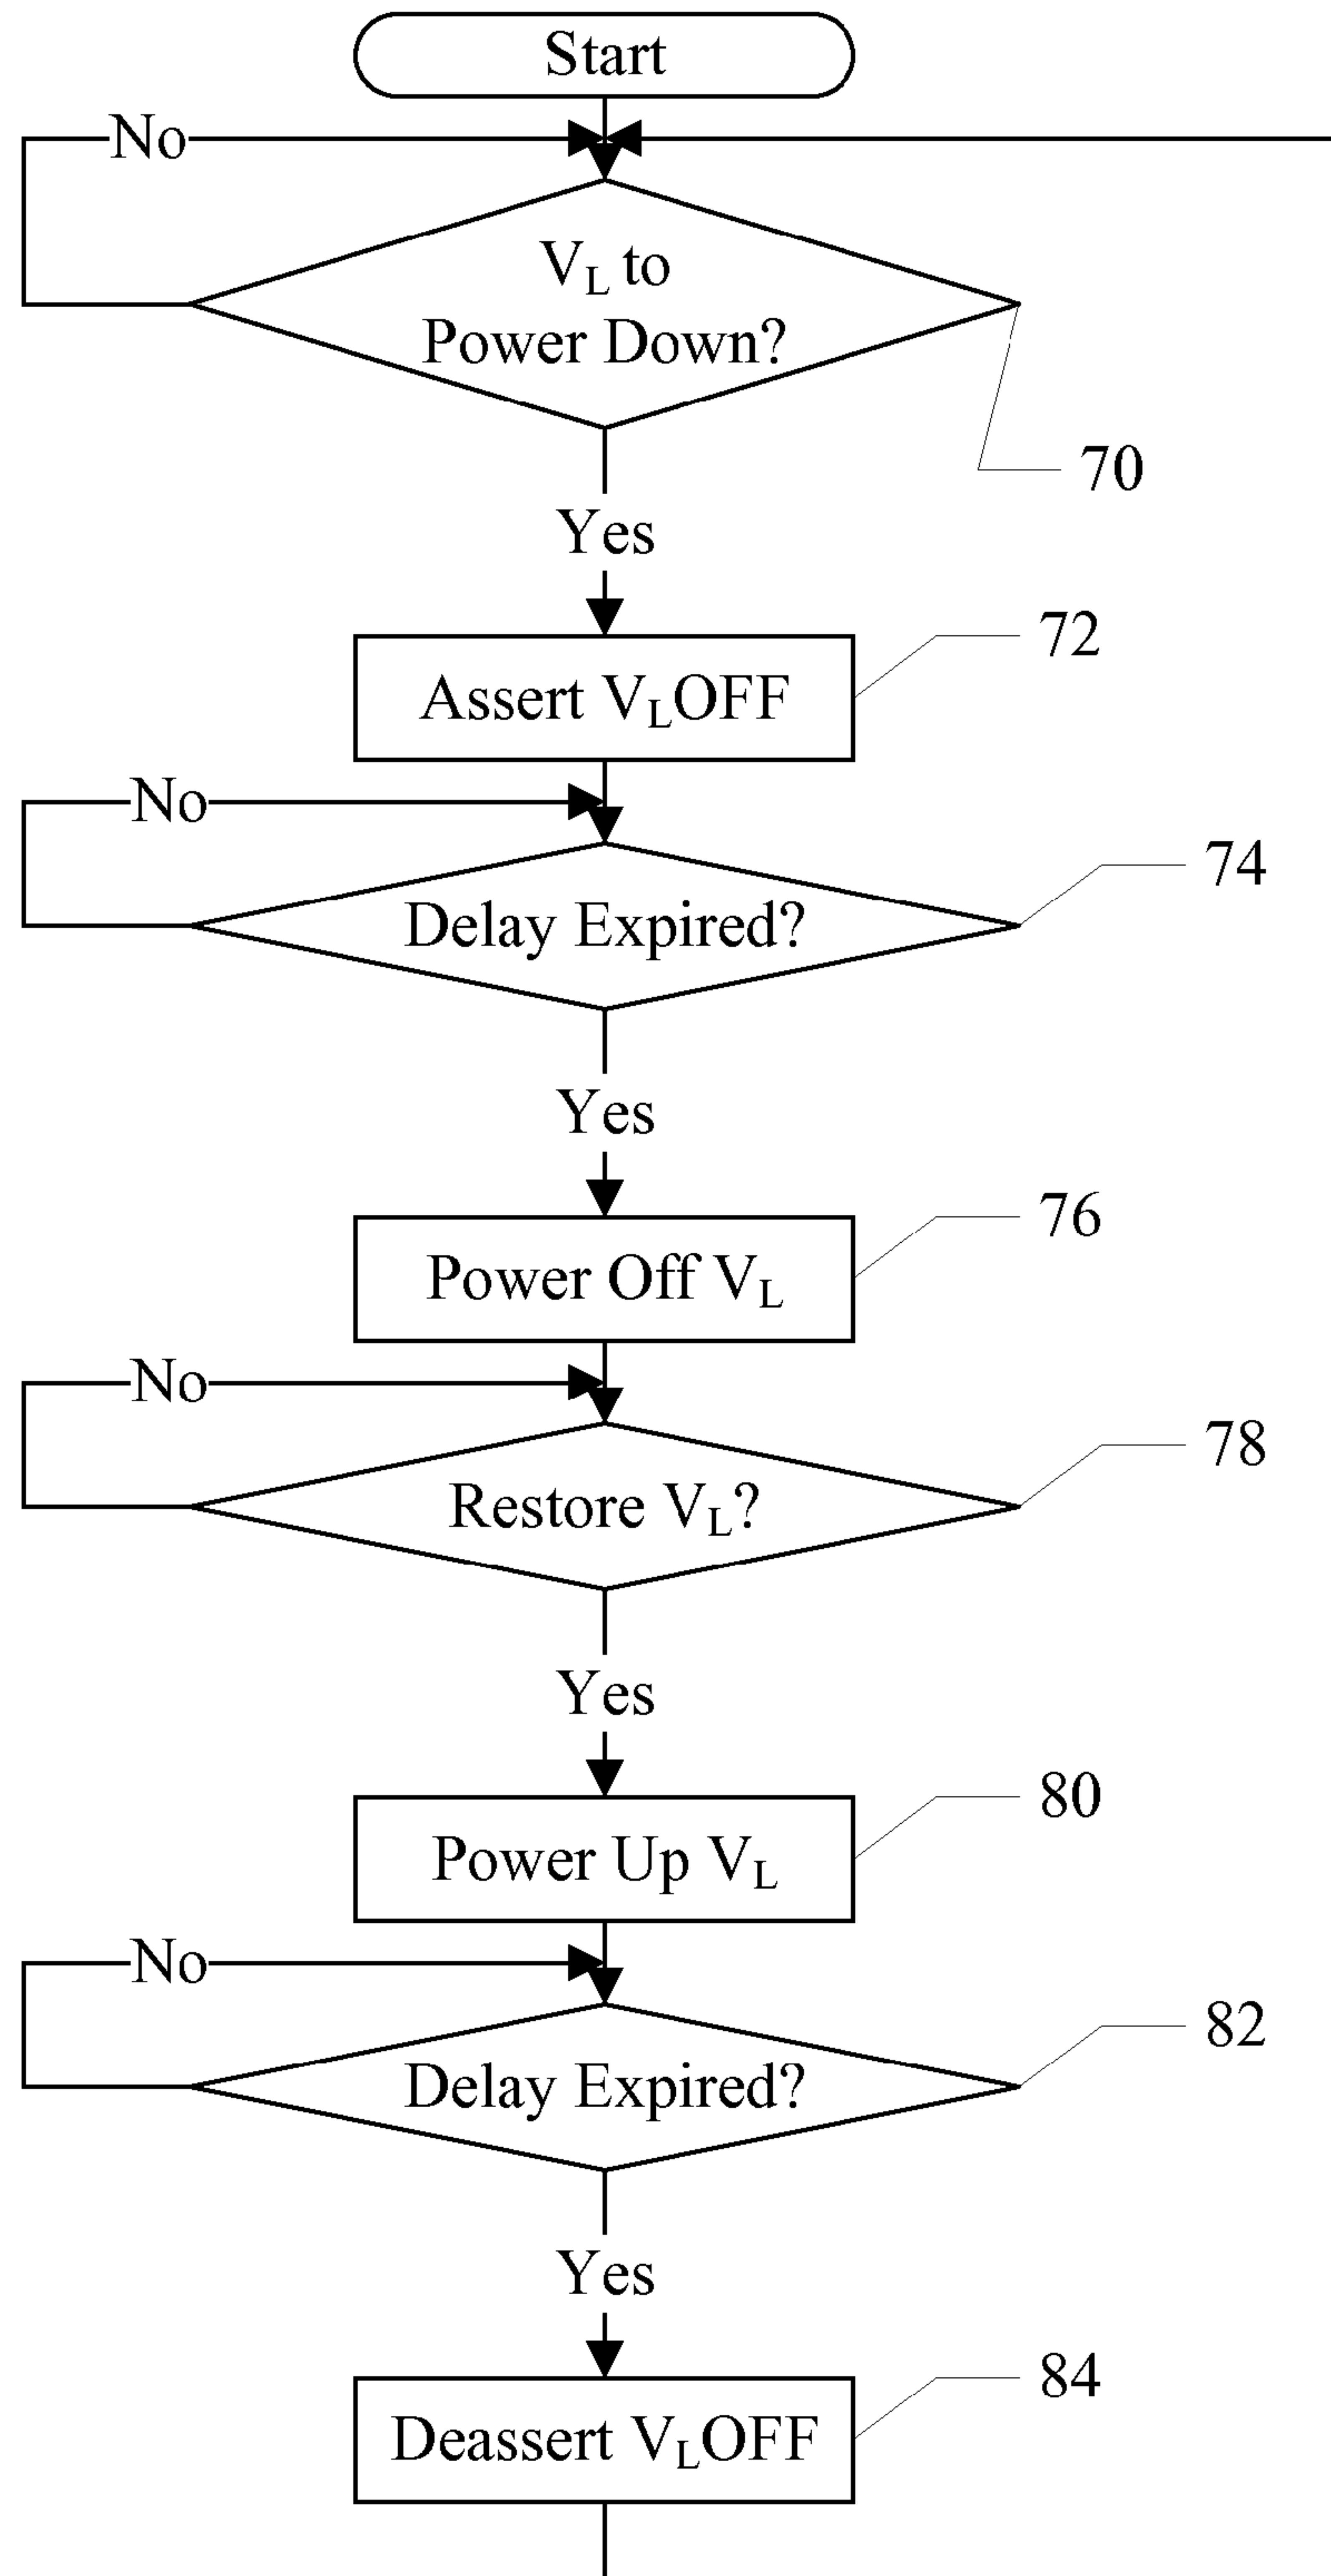 Start
No
V_L to
Power Down?
70
Yes
72
Assert V_LOFF
No
74
Delay Expired?
Yes
76
Power Off V_L
No
78
Restore V_L?
Yes
80
Power Up V_L
No
82
Delay Expired?
Yes
84
Deassert V_LOFF